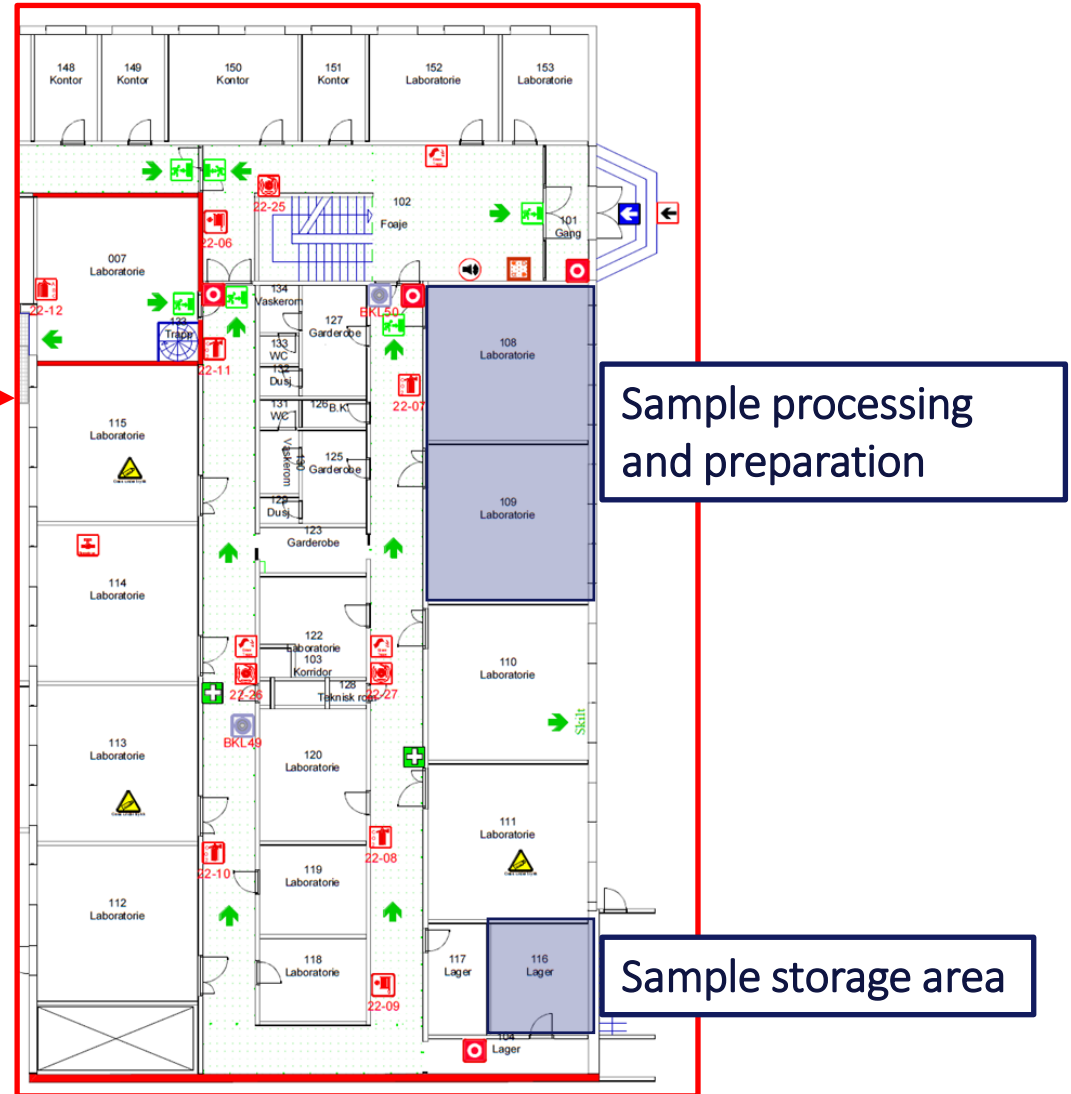 148
Kontor
149
Kontor
150
Kontor
151
Kontor
152
Laboratorie
153
Laboratorie
22-25
102
Foaje
101
Gang
22-06
007
Laboratorie
22-12
133
Trapp
22-11
134
Vaskerom
127
Garderobe
133
WC
132
Dusj
131
WC
126
B.K.
BKL50
22-07
108
Laboratorie
Sample processing
and preparation
115
Laboratorie
130
Vaskerom
125
Garderobe
129
Dusj
109
Laboratorie
123
Garderobe
114
Laboratorie
122
Laboratorie
103
Korridor
128
Teknisk rom
22-26
22-27
110
Laboratorie
Skilt
BKL49
113
Laboratorie
120
Laboratorie
111
Laboratorie
22-10
22-08
119
Laboratorie
112
Laboratorie
118
Laboratorie
117
Lager
116
Lager
Sample storage area
22-09
104
Lager